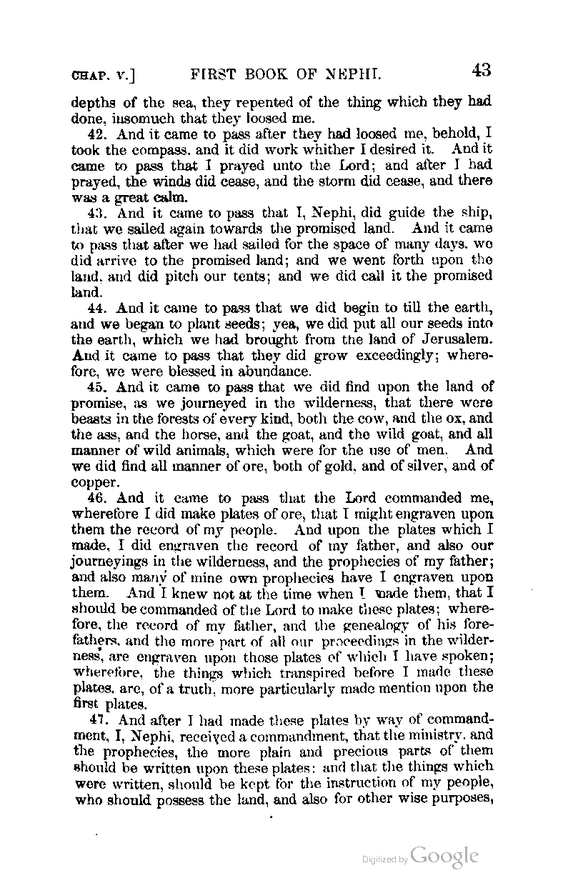 CHAP. V.] FIRST BOOK OF NEPHI. 43
depths of the sea, they repented of the thing which they had
done, insomuch that they loosed me.
42. And it came to pass after they had loosed me, behold, I
took the compass, and it did work whither I desired it. And it
came to pass that I prayed unto the Lord; and after I had
prayed, the winds did cease, and the storm did cease, and there
was a great calm.
43. And it came to pass that I, Nephi, did guide the ship,
that we sailed again towards the promised land. And it came
to pass that after we had sailed for the space of many days, we
did arrive to the promised land; and we went forth upon the
land, and did pitch our tents; and we did call it the promised
land.
44. And it came to pass that we did begin to till the earth,
and we began to plant seeds; yea, we did put all our seeds into
the earth, which we had brought from the land of Jerusalem.
And it came to pass that they did grow exceedingly; where-
fore, we were blessed in abundance.
45. And it came to pass that we did find upon the land of
promise, as we journeyed in the wilderness, that there were
beasts in the forests of every kind, both the cow, and the ox, and
the ass, and the horse, and the goat, and the wild goat, and all
manner of wild animals, which were for the use of men. And
we did find all manner of ore, both of gold, and of silver, and of
copper.
46. And it came to pass that the Lord commanded me,
wherefore I did make plates of ore, that I might engraven upon
them the record of my people. And upon the plates which I
made, I did engraven the record of my father, and also our
journeyings in the wilderness, and the prophecies of my father;
and also many of mine own prophecies have I engraven upon
them. And I knew not at the time when I made them, that I
should be commanded of the Lord to make these plates; where-
fore, the record of my father, and the genealogy of his fore-
fathers, and the more part of all our proceedings in the wilder-
ness, are engraven upon those plates of which I have spoken;
wherefore, the things which transpired before I made these
plates, are, of a truth, more particularly made mention upon the
first plates.
47. And after I had made these plates by way of command-
ment, I, Nephi, received a commandment, that the ministry, and
the prophecies, the more plain and precious parts of them
should be written upon these plates: and that the things which
were written, should be kept for the instruction of my people,
who should possess the land, and also for other wise purposes,
Digitized by Google